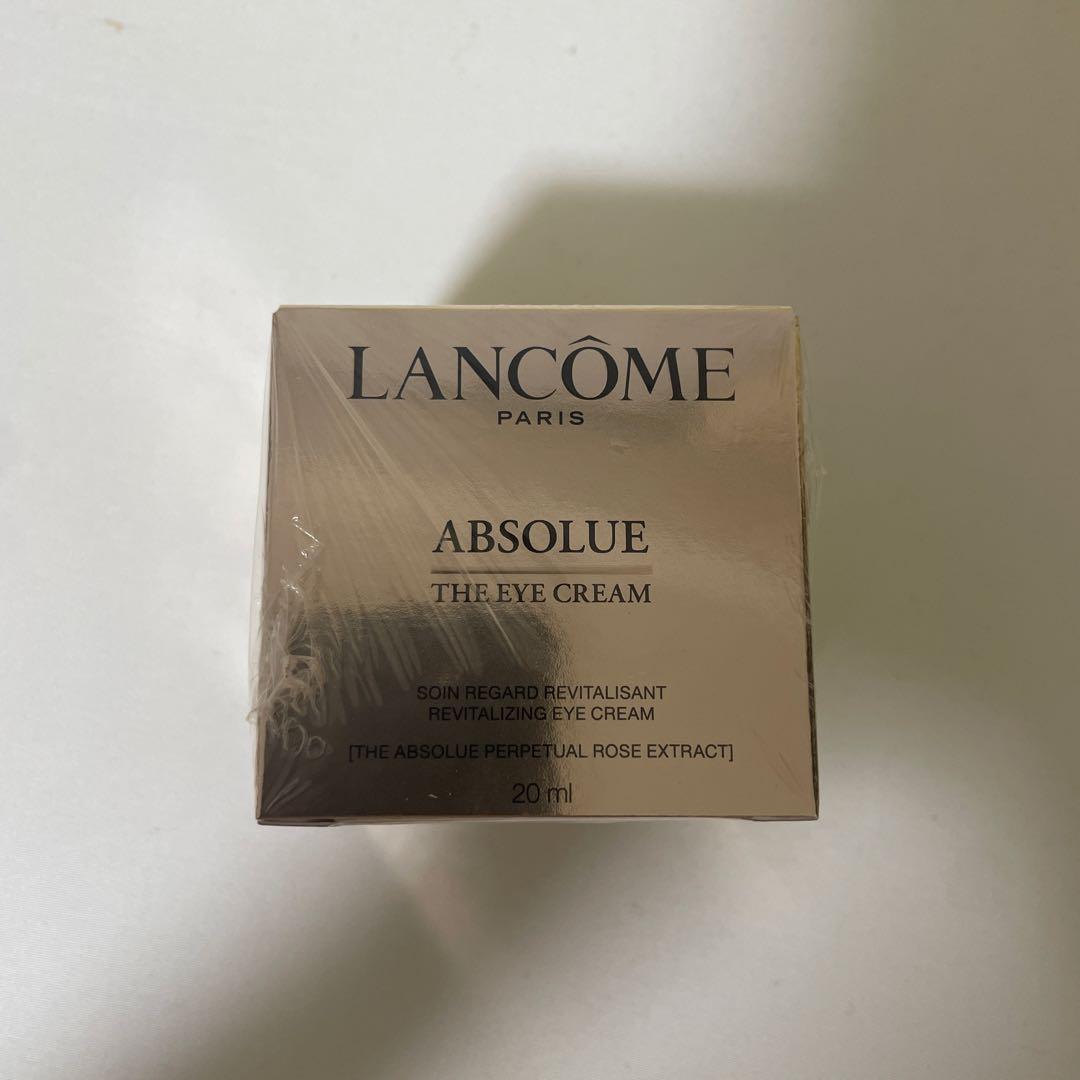 LANCÔME
PARIS
ABSOLUE
THE EYE CREAM
SOIN REGARD REVITALISANT
REVITALIZING EYE CREAM
[THE ABSOLUE PERPETUAL ROSE EXTRACT]
20 ml